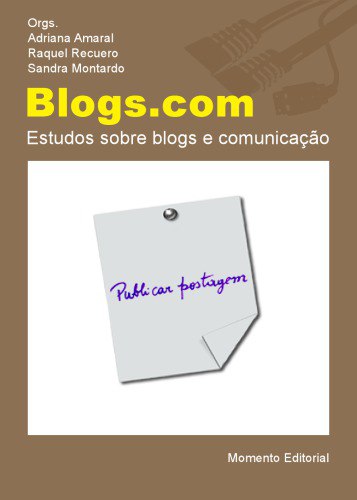 Orgs.
Adriana Amaral
Raquel Recuero
Sandra Montardo
Blogs.com
Estudos sobre blogs e comunicação
Publicar postagem
Momento Editorial